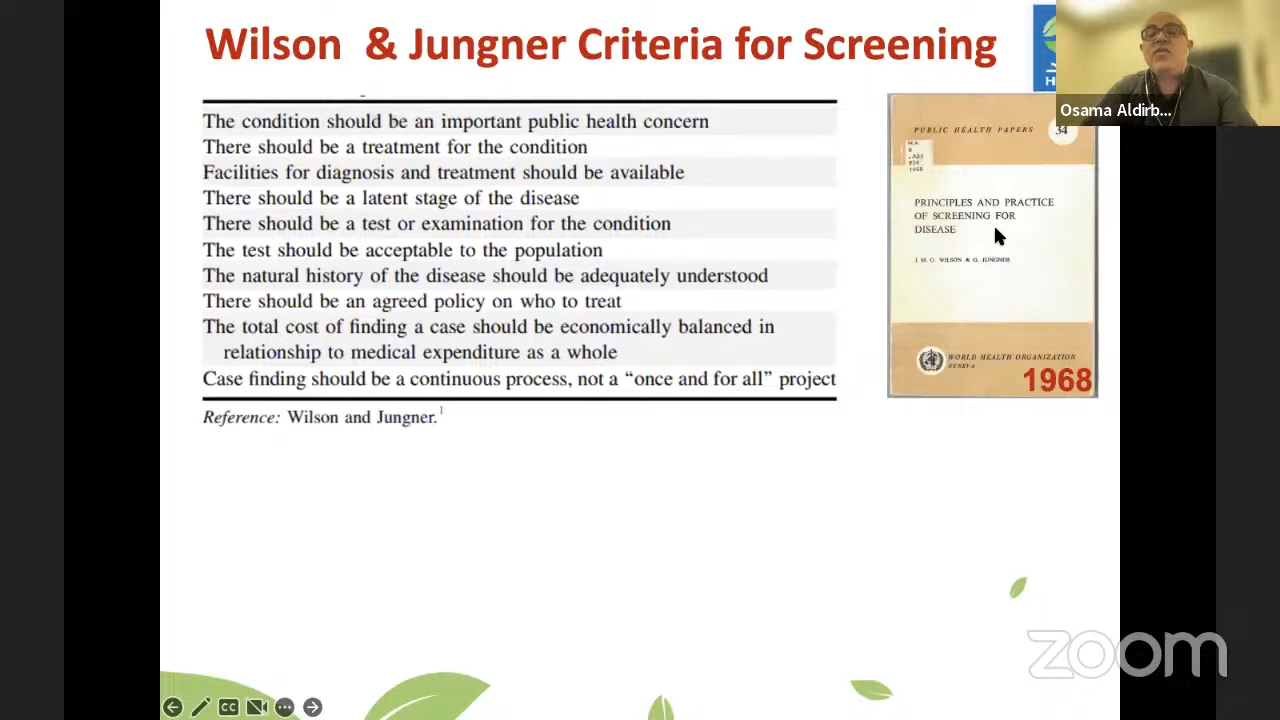 Wilson & Jungner Criteria for Screening
The condition should be an important public health concern
There should be a treatment for the condition
Facilities for diagnosis and treatment should be available
There should be a latent stage of the disease
There should be a test or examination for the condition
The test should be acceptable to the population
The natural history of the disease should be adequately understood
There should be an agreed policy on who to treat
The total cost of finding a case should be economically balanced in
relationship to medical expenditure as a whole
Case finding should be a continuous process, not a “once and for all” project
Reference: Wilson and Jungner.1
Osama Aldirb...
PUBLIC HEALTH PAPERS
34
1968
PRINCIPLES AND PRACTICE
OF SCREENING FOR
DISEASE
J. M. G. WILSON & G. JUNGNER
WORLD HEALTH ORGANIZATION
GENEVA
1968
CC
zoom